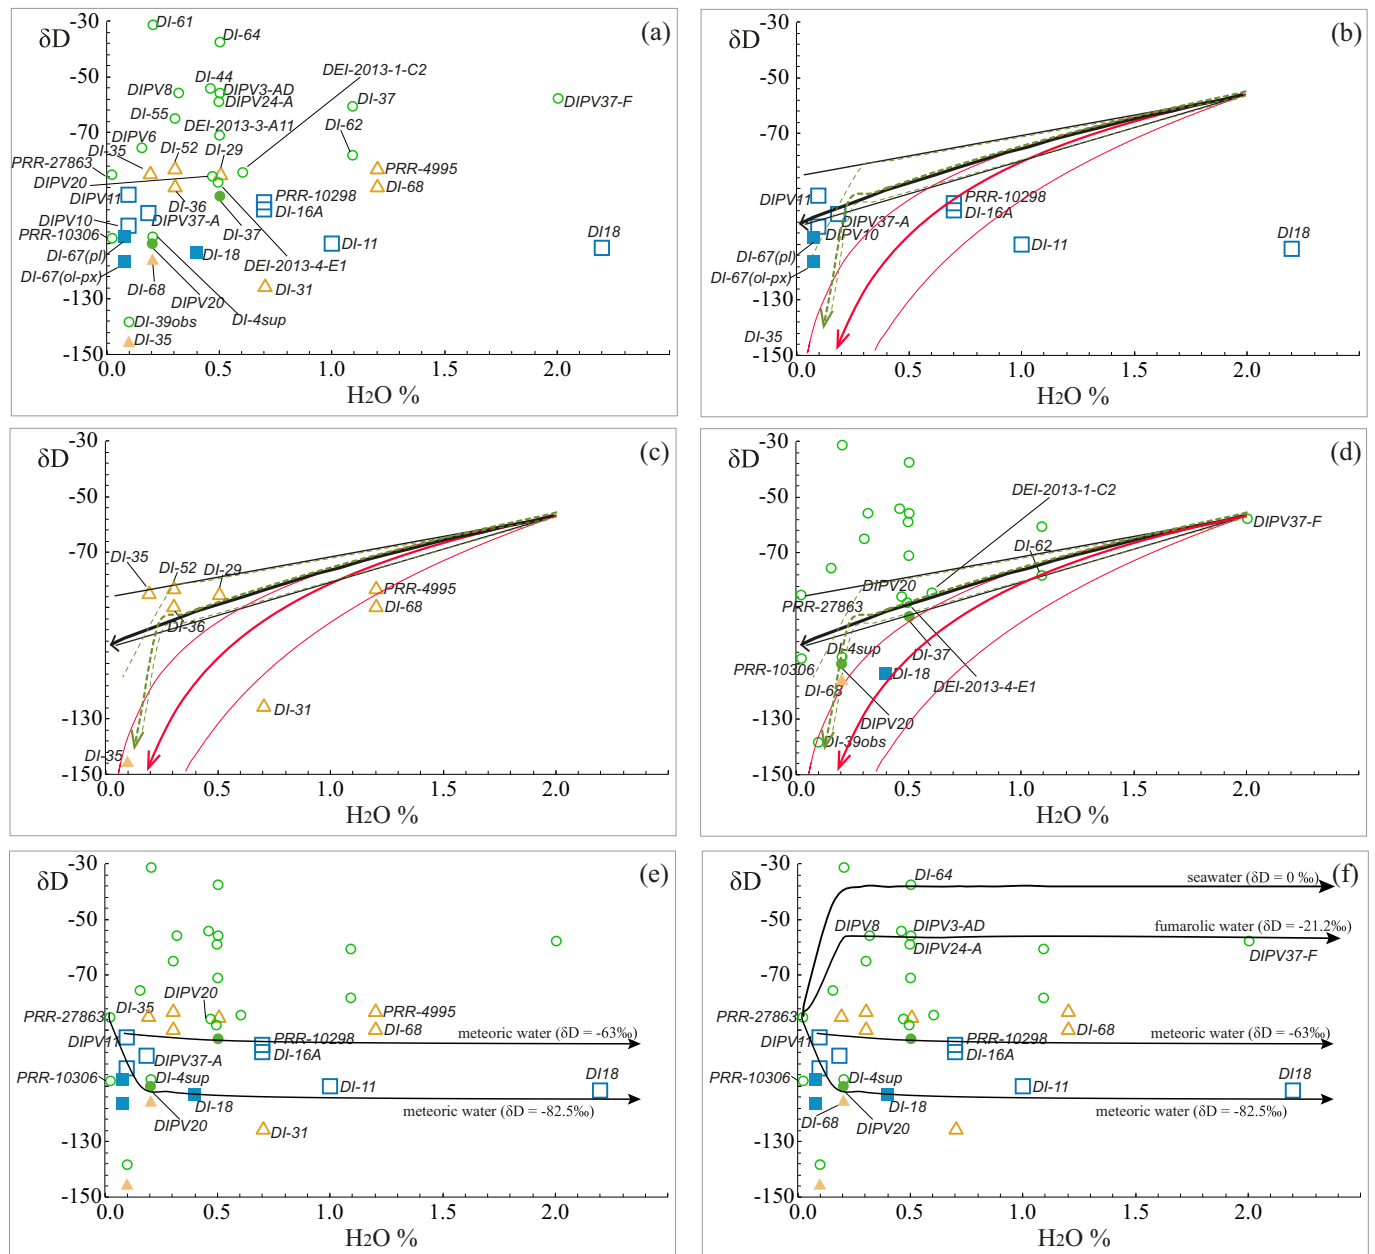 (a)
δD
-30
-50
-70
-130
-150
DI-61
DI-64
DEI-2013-1-C2
DI-44
DIPV8
DIPV3-AD
DIPV24-A
DI-37
DIPV37-F
DI-55
DEI-2013-3-A11
DI-62
DIPV6
DI-35
DI-52
DI-29
PRR-27863
PRR-4995
DIPV20
DI-68
DIPV11
DI-36
PRR-10298
DIPV10
DIPV37-A
DI-16A
PRR-10306
DI-37
DI-11
DI18
DI-67(pl)
DI-18
DEI-2013-4-E1
DI-67(ol-px)
DI-68
DIPV20
DI-31
DI-4sup
DI-39obs
DI-35
0.0 0.5 1.0 1.5 2.0
H2O %
(b)
-30
-50
-70
-130
-150
DIPV11
PRR-10298
DIPV37-A
DI-16A
DIPV10
DI-11
DI18
DI-67(pl)
DI-67(ol-px)
DI-35
0.0 0.5 1.0 1.5 2.0
H2O %
(c)
δD
-30
-50
-70
-130
-150
DI-35
DI-52
DI-29
PRR-4995
DI-68
DI-36
DI-31
DI-35
0.0 0.5 1.0 1.5 2.0
H2O %
(d)
-30
-50
-70
-130
-150
DEI-2013-1-C2
DIPV37-F
DI-62
DIPV20
PRR-27863
DI-4sup
DI-37
PRR-10306
DI-18
DI-68
DEI-2013-4-E1
DIPV20
DI-39obs
0.0 0.5 1.0 1.5 2.0
H2O %
(e)
δD
-30
-50
-70
-130
-150
DIPV20
DI-35
PRR-27863
PRR-4995
DI-68
meteoric water (δD = -63‰)
DIPV11
PRR-10298
DIPV37-A
DI-16A
PRR-10306
DI-4sup
DI-11
DI18
DI-18
meteoric water (δD = -82.5‰)
DIPV20
DI-31
0.0 0.5 1.0 1.5 2.0
H2O %
(f)
-30
-50
-70
-130
-150
DI-64
seawater (δD = 0 ‰)
DIPV8
DIPV3-AD
fumarolic water (δD = -21.2‰)
DIPV24-A
DIPV37-F
PRR-27863
DI-68
meteoric water (δD = -63‰)
DIPV11
PRR-10298
DI-16A
PRR-10306
DI-4sup
DI-11
DI18
DI-18
meteoric water (δD = -82.5‰)
DI-68
DIPV20
0.0 0.5 1.0 1.5 2.0
H2O %